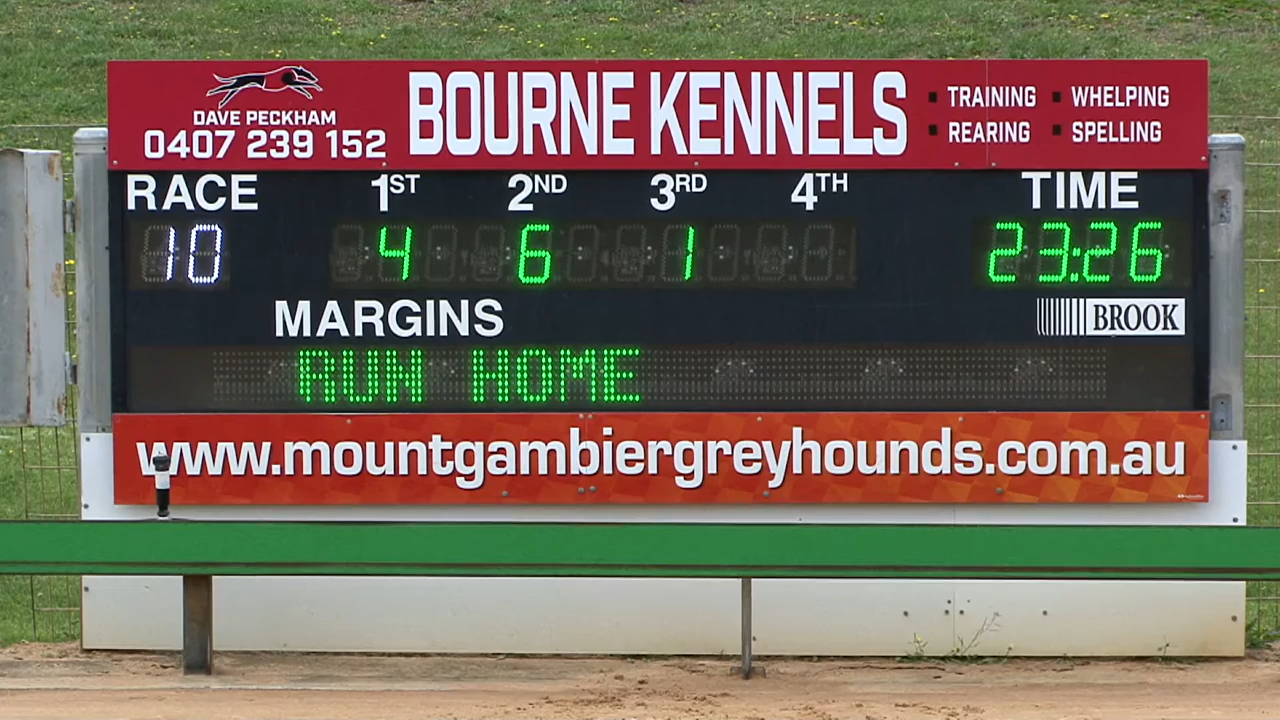 DAVE PECKHAM
0407 239 152
BOURNE KENNELS
TRAINING WHELPING
REARING SPELLING
RACE 1ST 2ND 3RD 4TH TIME
10 4 6 1 23:26
MARGINS
BROOK
RUN HOME
www.mountgambiergreyhounds.com.au